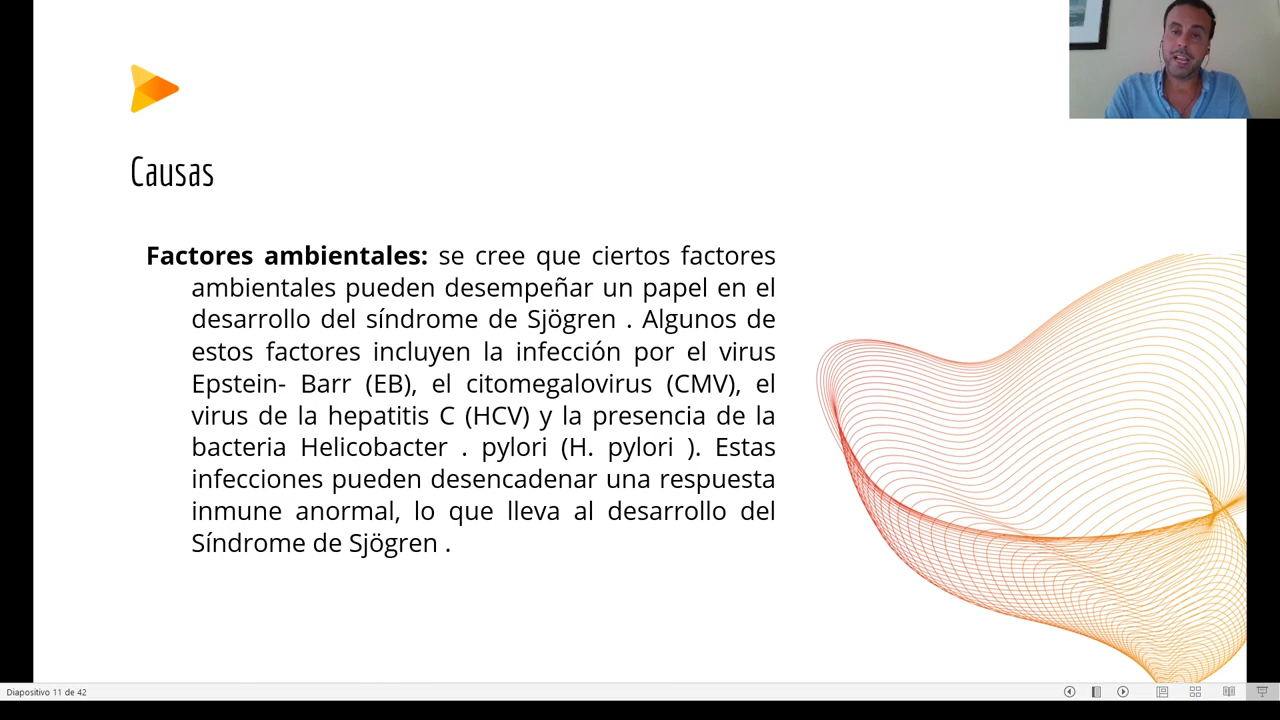 Causas
Factores ambientales: se cree que ciertos factores
ambientales pueden desempeñar un papel en el
desarrollo del síndrome de Sjögren . Algunos de
estos factores incluyen la infección por el virus
Epstein- Barr (EB), el citomegalovirus (CMV), el
virus de la hepatitis C (HCV) y la presencia de la
bacteria Helicobacter . pylori (H. pylori ). Estas
infecciones pueden desencadenar una respuesta
inmune anormal, lo que lleva al desarrollo del
Síndrome de Sjögren .
Diapositivo 11 de 42